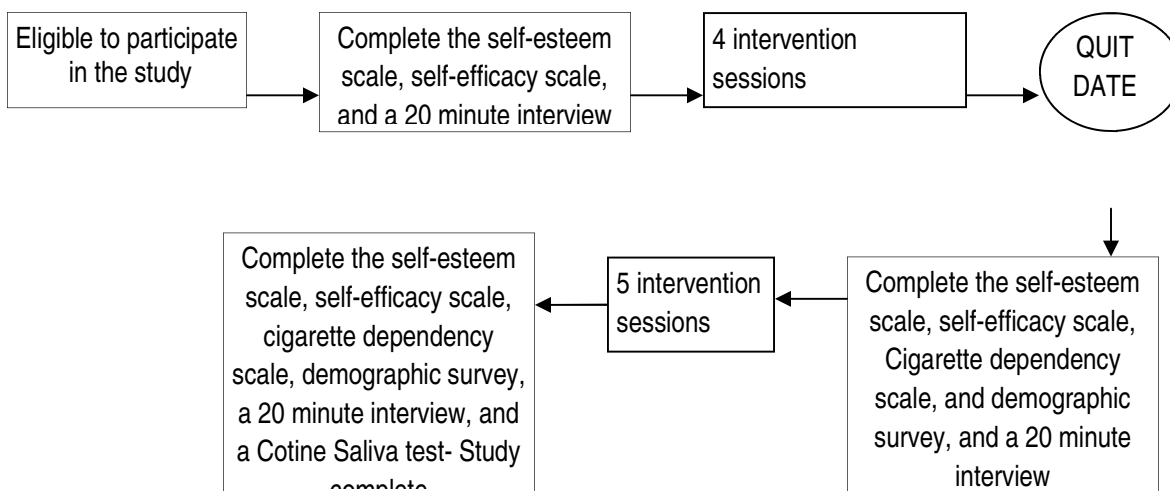 Eligible to participate
in the study
Complete the self-esteem
scale, self-efficacy scale,
and a 20 minute interview
4 intervention
sessions
QUIT
DATE
Complete the self-esteem
scale, self-efficacy scale,
Cigarette dependency
scale, and demographic
survey, and a 20 minute
interview
5 intervention
sessions
Complete the self-esteem
scale, self-efficacy scale,
cigarette dependency
scale, demographic survey,
a 20 minute interview, and
a Cotine Saliva test- Study
complete